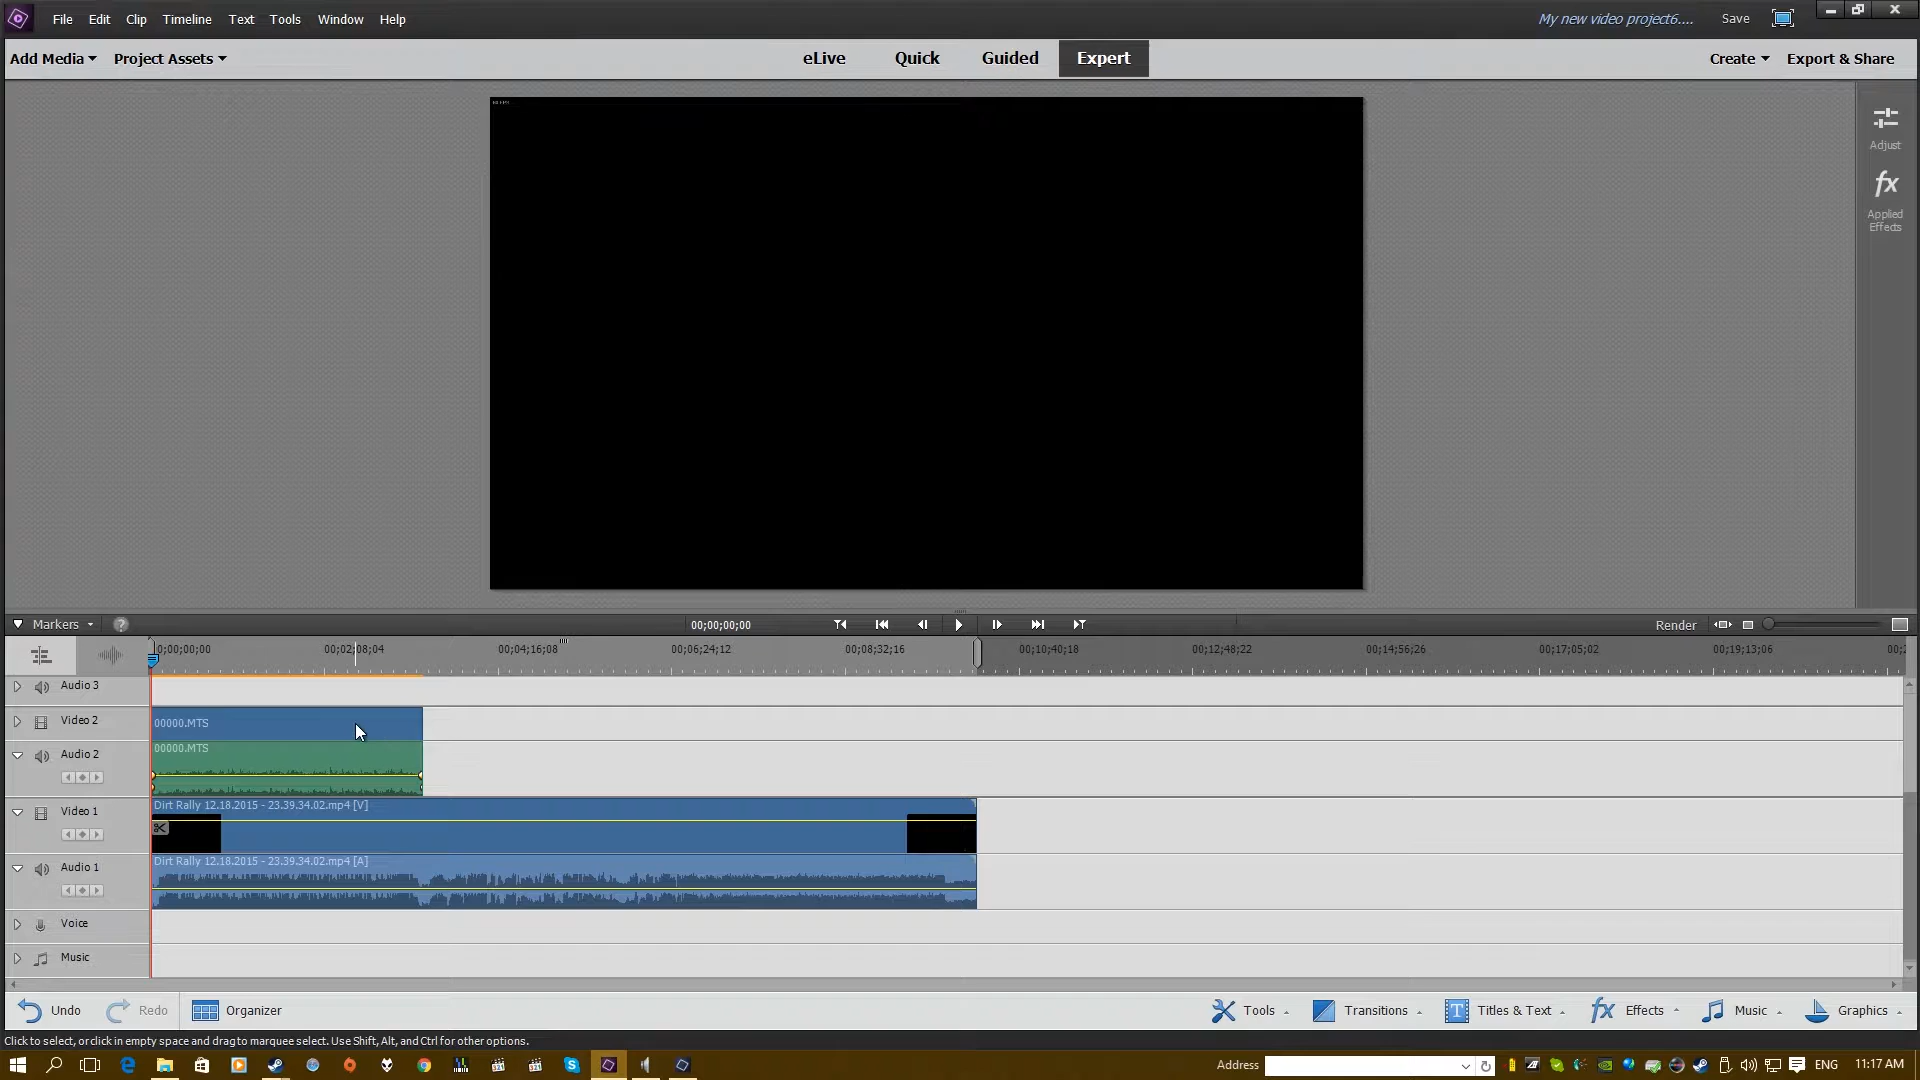 File Edit Clip Timeline Text Tools Window Help My new video project6.... Save
Add Media Project Assets eLive Quick Guided Expert Create Export & Share
Adjust
fx
Applied
Effects
Markers ? 00;00;00;00 Render
0;00;00;00 00;02;08;04 00;04;16;08 00;06;24;12 00;08;32;16 00;10;40;18 00;12;48;22 00;14;56;26 00;17;05;02 00;19;13;06 00;2
Audio 3
Video 2 00000.MTS
Audio 2 00000.MTS
Video 1 Dirt Rally 12.18.2015 - 23.39.34.02.mp4 [V]
Audio 1 Dirt Rally 12.18.2015 - 23.39.34.02.mp4 [A]
Voice
Music
Undo Redo Organizer Tools Transitions T Titles & Text fx Effects Music Graphics
Click to select, or click in empty space and drag to marquee select. Use Shift, Alt, and Ctrl for other options.
Address ENG 11:17 AM